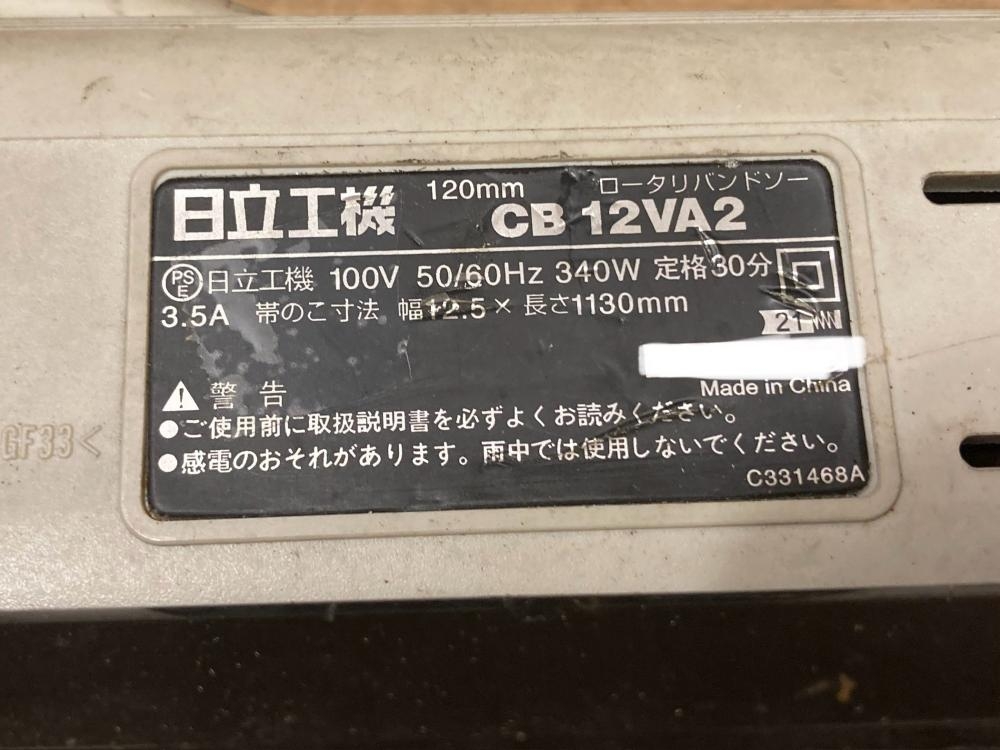 日立工機 120mm ロータリバンドソー
CB 12VA2
PSE 日立工機 100V 50/60Hz 340W 定格30分
3.5A 帯のこ寸法 幅12.5×長さ1130mm
21
Made in China
警告
●ご使用前に取扱説明書を必ずよくお読みください。
●感電のおそれがあります。雨中では使用しないでください。
C331468A
GF33<